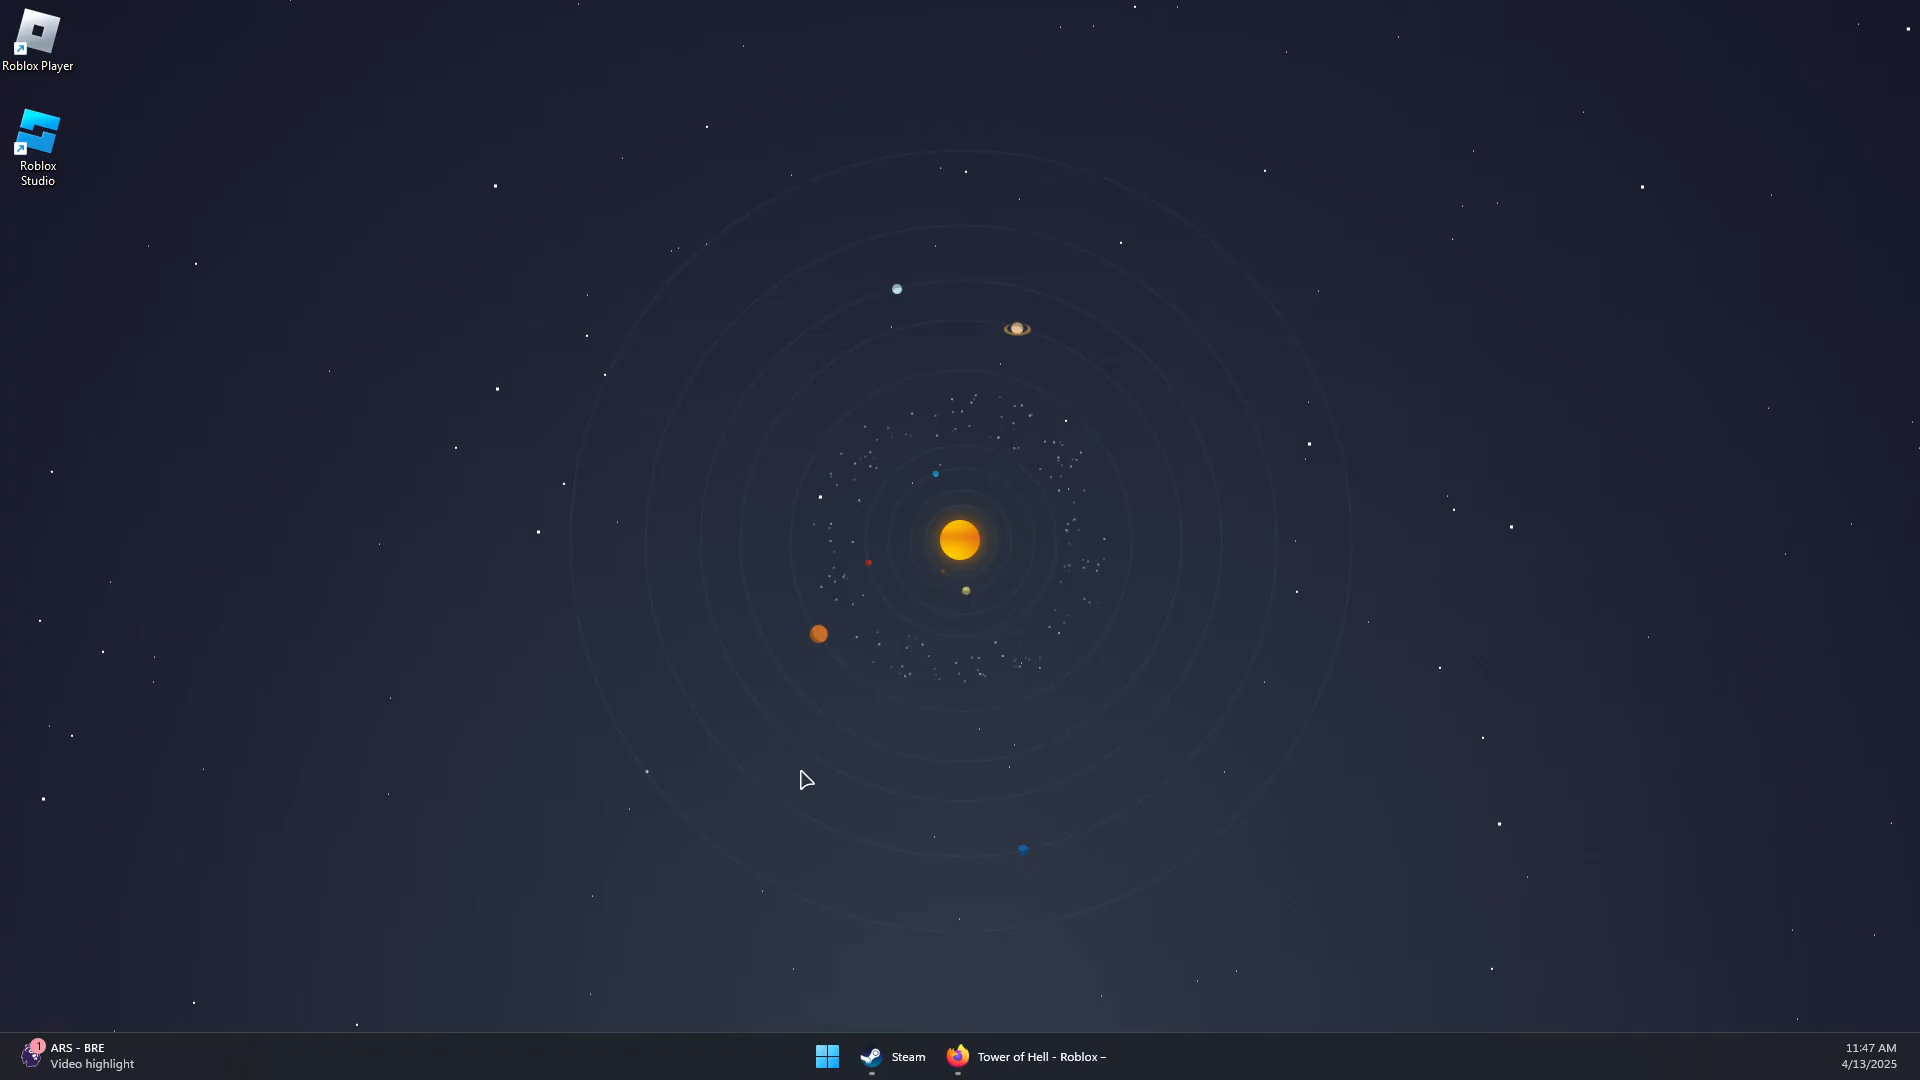 Roblox Player
Roblox
Studio
1
ARS - BRE
Video highlight
Steam
Tower of Hell - Roblox –
11:47 AM
4/13/2025